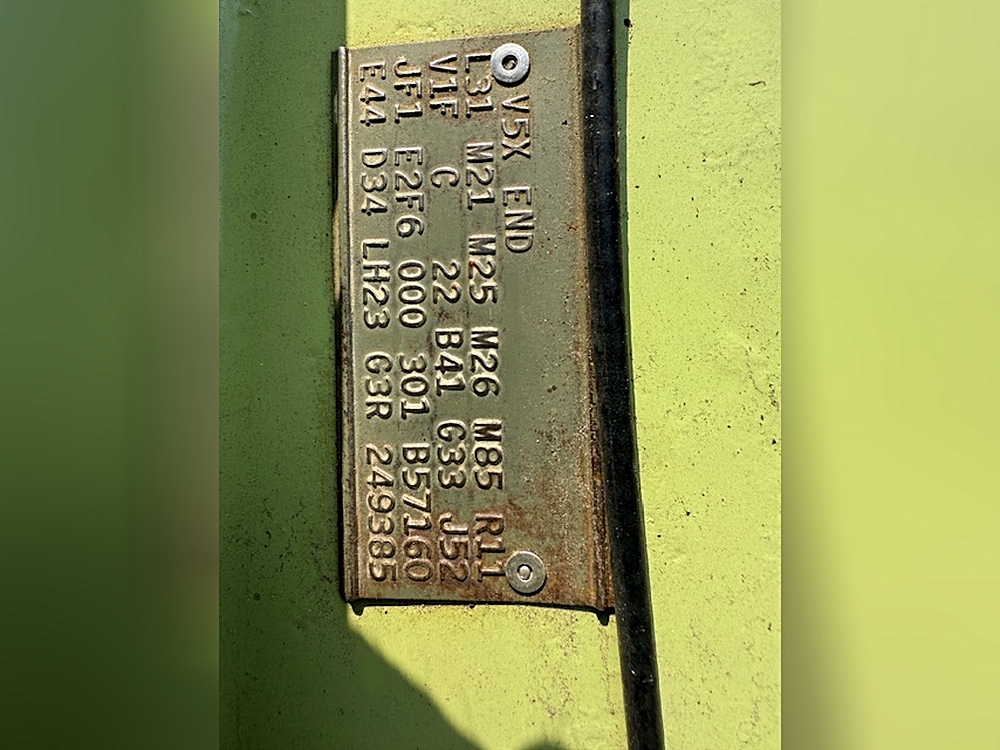 V5X END
L31 M21 M25 M26 M85 R11
V1F C 22 B41 G33 J52
JF1 E2F6 000 301 B57160
E44 D34 LH23 G3R 249385